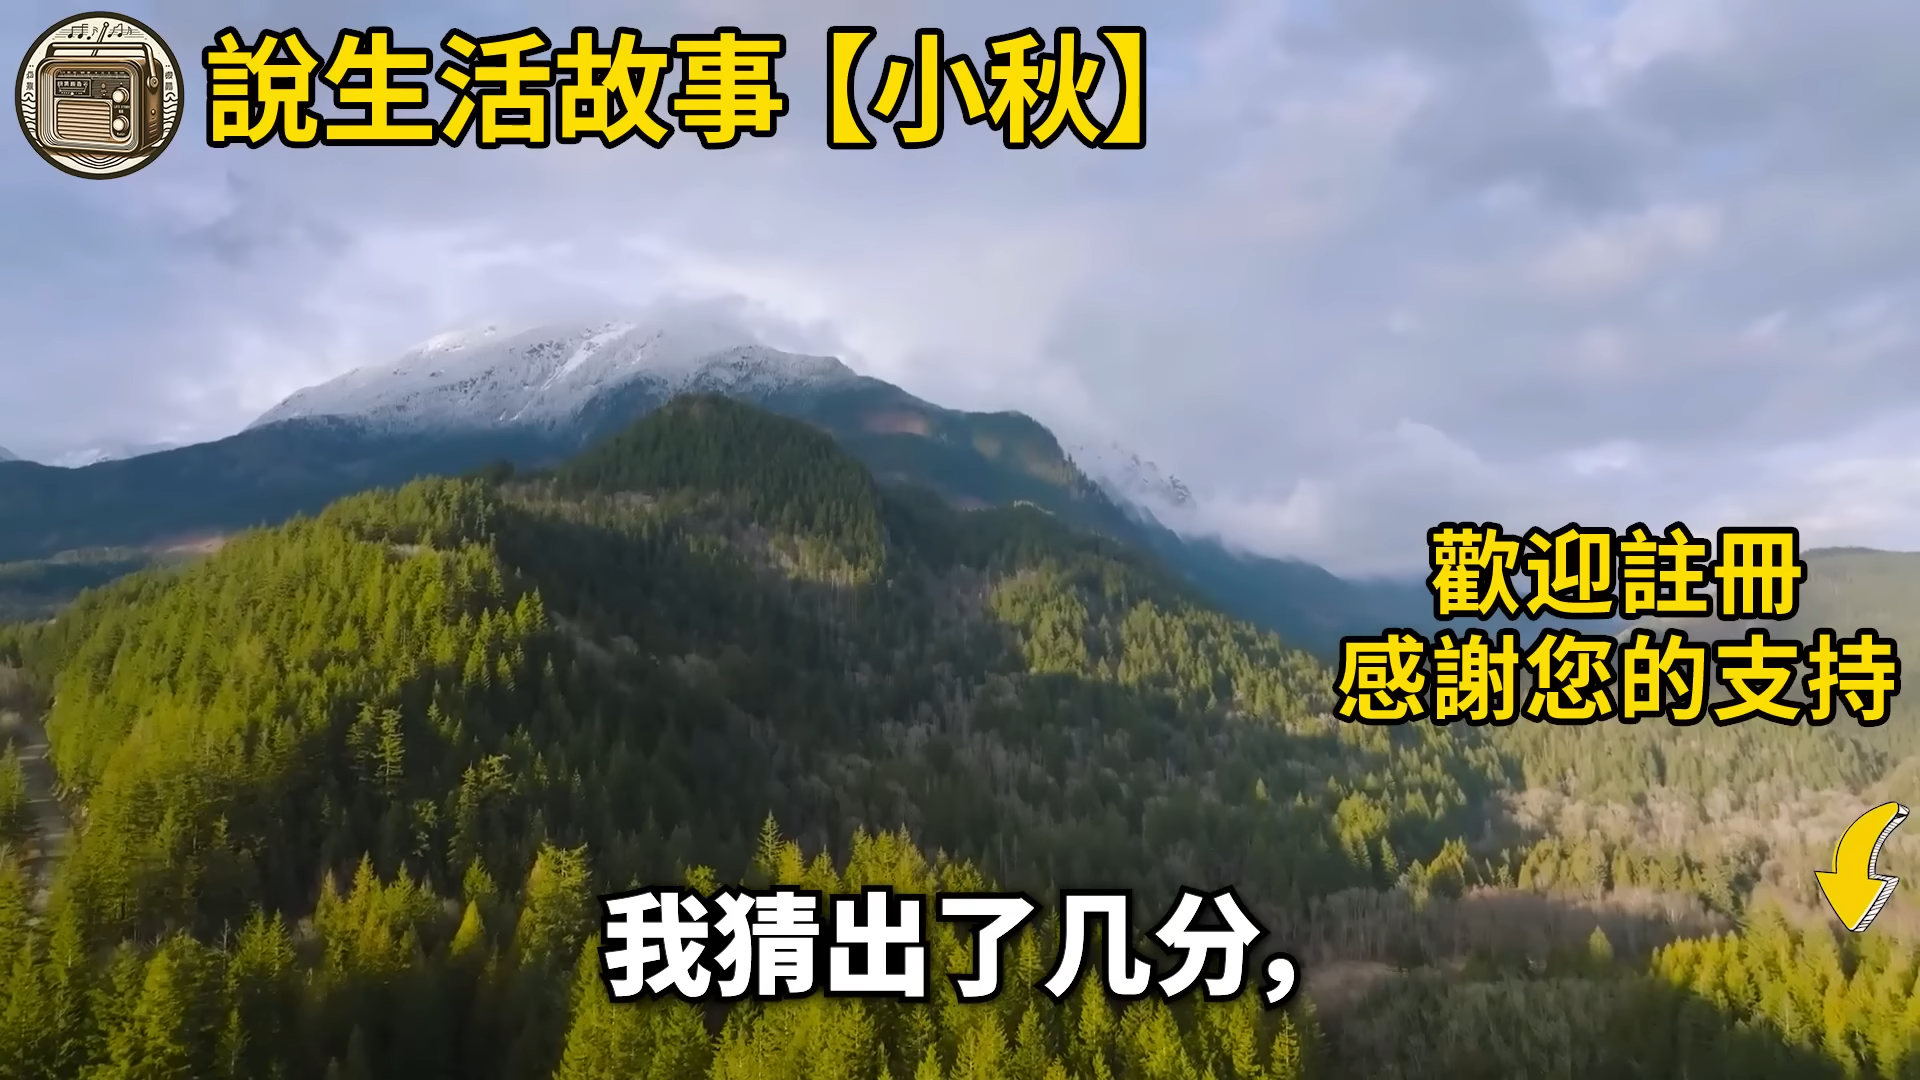 說生活故事【小秋】
歡迎註冊
感謝您的支持
我猜出了几分,